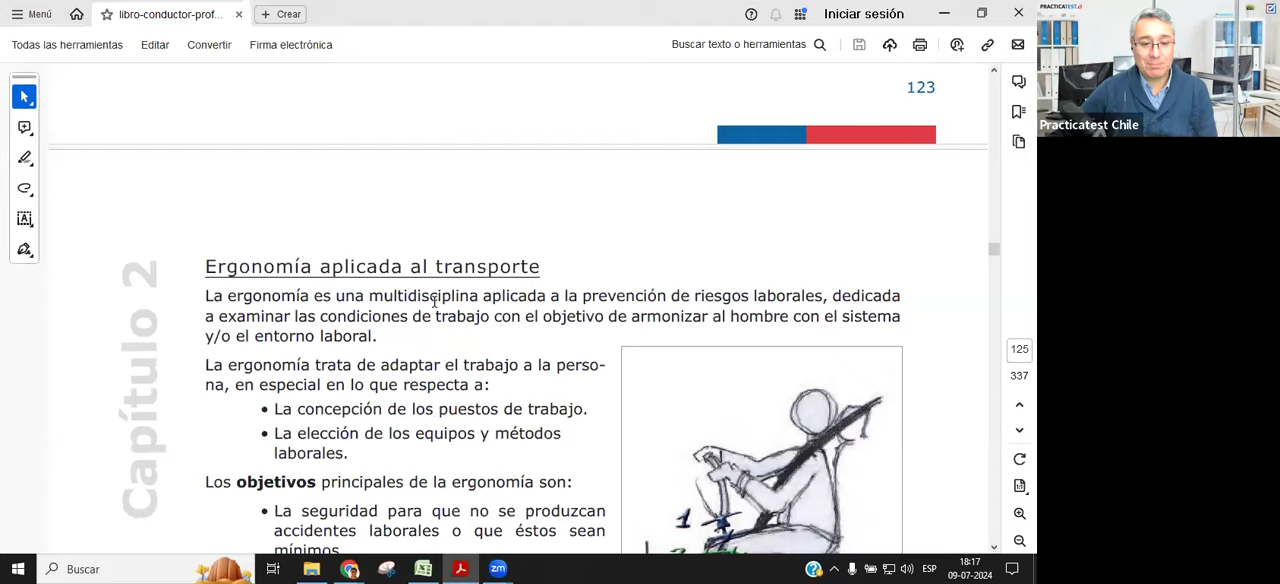 Menú
libro-conductor-prof...
Crear
Iniciar sesión
Todas las herramientas
Editar
Convertir
Firma electrónica
Buscar texto o herramientas
PRACTICATEST.cl
Practicatest Chile
123
Capítulo 2
Ergonomía aplicada al transporte
La ergonomía es una multidisciplina aplicada a la prevención de riesgos laborales, dedicada
a examinar las condiciones de trabajo con el objetivo de armonizar al hombre con el sistema
y/o el entorno laboral.
La ergonomía trata de adaptar el trabajo a la perso-
na, en especial en lo que respecta a:
• La concepción de los puestos de trabajo.
• La elección de los equipos y métodos
laborales.
Los objetivos principales de la ergonomía son:
• La seguridad para que no se produzcan
accidentes laborales o que éstos sean
mínimos.
1
125
337
Buscar
ESP
18:17
09-07-2024